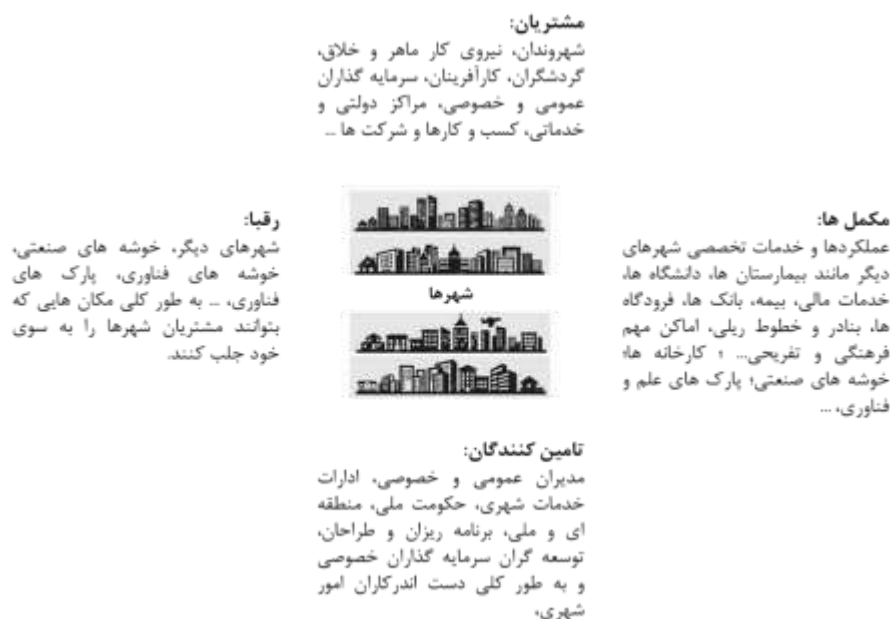 مشتریان:
شهروندان، نیروی کار ماهر و خلاق،
گردشگران، کارآفرینان، سرمایه گذاران
عمومی و خصوصی، مراکز دولتی و
خدماتی، کسب و کارها و شرکت ها ...
مکمل ها:
عملکردها و خدمات تخصصی شهرهای
دیگر مانند بیمارستان ها، دانشگاه ها،
خدمات مالی، بیمه، بانک ها، فرودگاه
ها، بنادر و خطوط ریلی، اماکن مهم
فرهنگی و تفریحی... ؛ کارخانه ها؛
خوشه های صنعتی؛ پارک های علم و
فناوری، ...
شهرها
رقبا:
شهرهای دیگر، خوشه های صنعتی،
خوشه های فناوری، پارک های
فناوری، ... به طور کلی مکان هایی که
بتوانند مشتریان شهرها را به سوی
خود جلب کنند.
تامین کنندگان:
مدیران عمومی و خصوصی، ادارات
خدمات شهری، حکومت ملی، منطقه
ای و ملی، برنامه ریزان و طراحان،
توسعه گران سرمایه گذاران خصوصی
و به طور کلی دست اندرکاران امور
شهری،